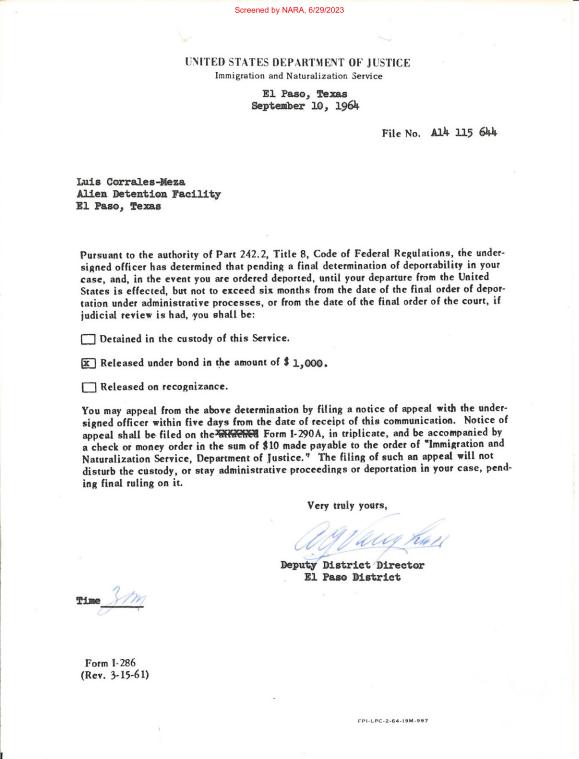 Screened by NARA, 6/29/2023
UNITED STATES DEPARTMENT OF JUSTICE
Immigration and Naturalization Service
El Paso, Texas
September 10, 1964
File No. A14 115 644
Luis Corrales-Meza
Alien Detention Facility
El Paso, Texas
Pursuant to the authority of Part 242.2, Title 8, Code of Federal Regulations, the under-
signed officer has determined that pending a final determination of deportability in your
case, and, in the event you are ordered deported, until your departure from the United
States is effected, but not to exceed six months from the date of the final order of depor-
tation under administrative processes, or from the date of the final order of the court, if
judicial review is had, you shall be:
Detained in the custody of this Service.
x Released under bond in the amount of $ 1,000.
Released on recognizance.
You may appeal from the above determination by filing a notice of appeal with the under-
signed officer within five days from the date of receipt of this communication. Notice of
appeal shall be filed on the Form I-290A, in triplicate, and be accompanied by
a check or money order in the sum of $10 made payable to the order of "Immigration and
Naturalization Service, Department of Justice." The filing of such an appeal will not
disturb the custody, or stay administrative proceedings or deportation in your case, pend-
ing final ruling on it.
Very truly yours,
Deputy District Director
El Paso District
Time
Form I-286
(Rev. 3-15-61)
FPI-LPC-2-64-19M-997